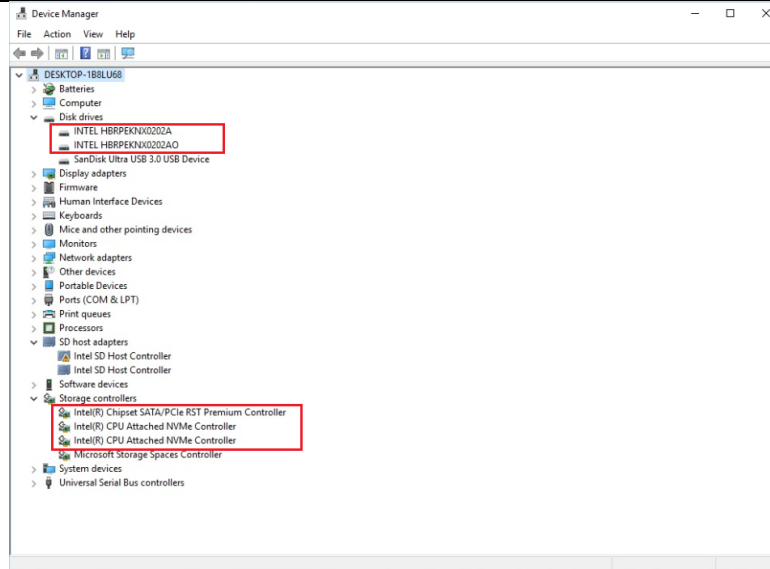 Device Manager
File Action View Help
DESKTOP-1B8LU68
Batteries
Computer
Disk drives
INTEL HBRPEKNX0202A
INTEL HBRPEKNX0202AO
SanDisk Ultra USB 3.0 USB Device
Display adapters
Firmware
Human Interface Devices
Keyboards
Mice and other pointing devices
Monitors
Network adapters
Other devices
Portable Devices
Ports (COM & LPT)
Print queues
Processors
SD host adapters
Intel SD Host Controller
Intel SD Host Controller
Software devices
Storage controllers
Intel(R) Chipset SATA/PCIe RST Premium Controller
Intel(R) CPU Attached NVMe Controller
Intel(R) CPU Attached NVMe Controller
Microsoft Storage Spaces Controller
System devices
Universal Serial Bus controllers